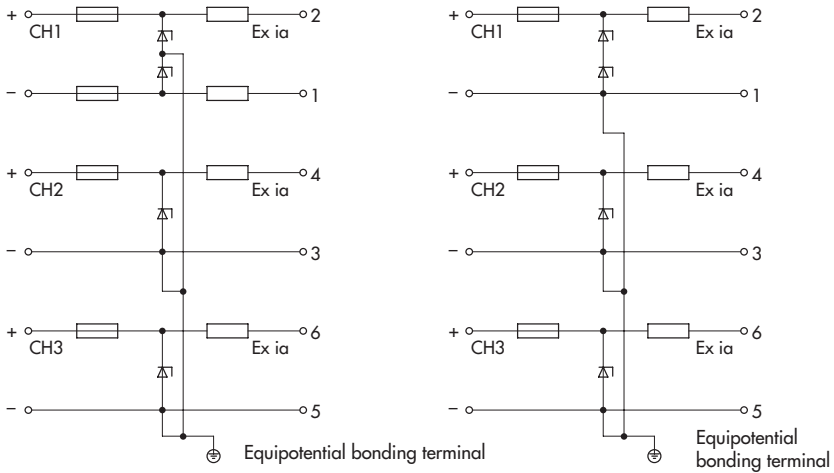 + 2
CH1 Ex ia
− 1
+ 4
CH2 Ex ia
− 3
+ 6
CH3 Ex ia
− 5
Equipotential bonding terminal
+ 2
CH1 Ex ia
− 1
+ 4
CH2 Ex ia
− 3
+ 6
CH3 Ex ia
− 5
Equipotential
bonding terminal